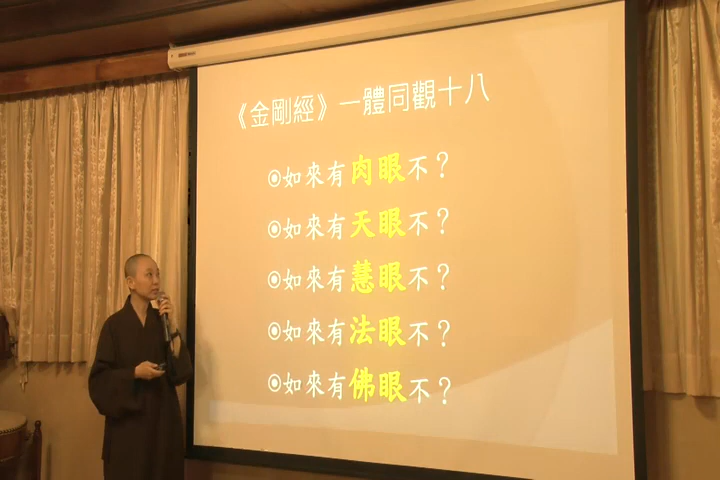 《金剛經》一體同觀十八
◉如來有肉眼不？
◉如來有天眼不？
◉如來有慧眼不？
◉如來有法眼不？
◉如來有佛眼不？